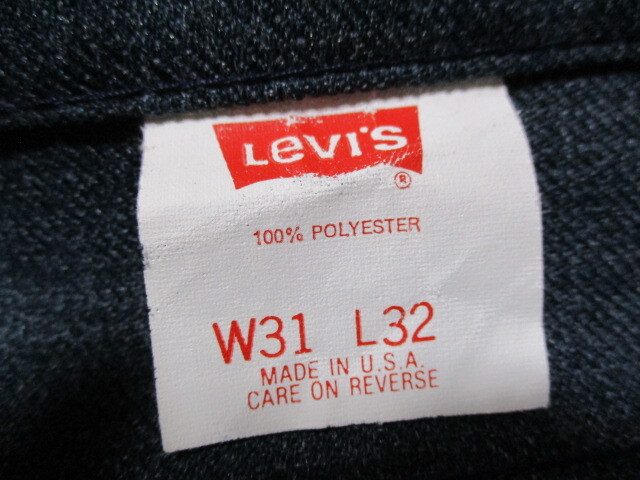 Levi's
®
100% POLYESTER
W31 L32
MADE IN U.S.A.
CARE ON REVERSE